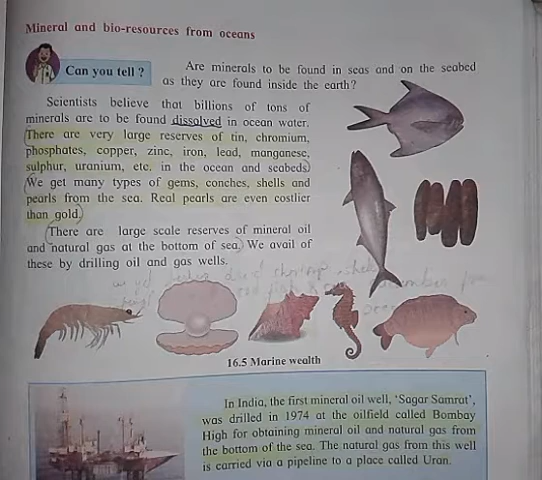 Mineral and bio-resources from oceans
Can you tell ?
Are minerals to be found in seas and on the seabed
as they are found inside the earth?
Scientists believe that billions of tons of
minerals are to be found dissolved in ocean water.
There are very large reserves of tin, chromium,
phosphates, copper, zinc, iron, lead, manganese,
sulphur, uranium, etc. in the ocean and seabeds.
We get many types of gems, conches, shells and
pearls from the sea. Real pearls are even costlier
than gold.
There are large scale reserves of mineral oil
and natural gas at the bottom of sea. We avail of
these by drilling oil and gas wells.
we get
16.5 Marine wealth
In India, the first mineral oil well, 'Sagar Samrat',
was drilled in 1974 at the oilfield called Bombay
High for obtaining mineral oil and natural gas from
the bottom of the sea. The natural gas from this well
is carried via a pipeline to a place called Uran.